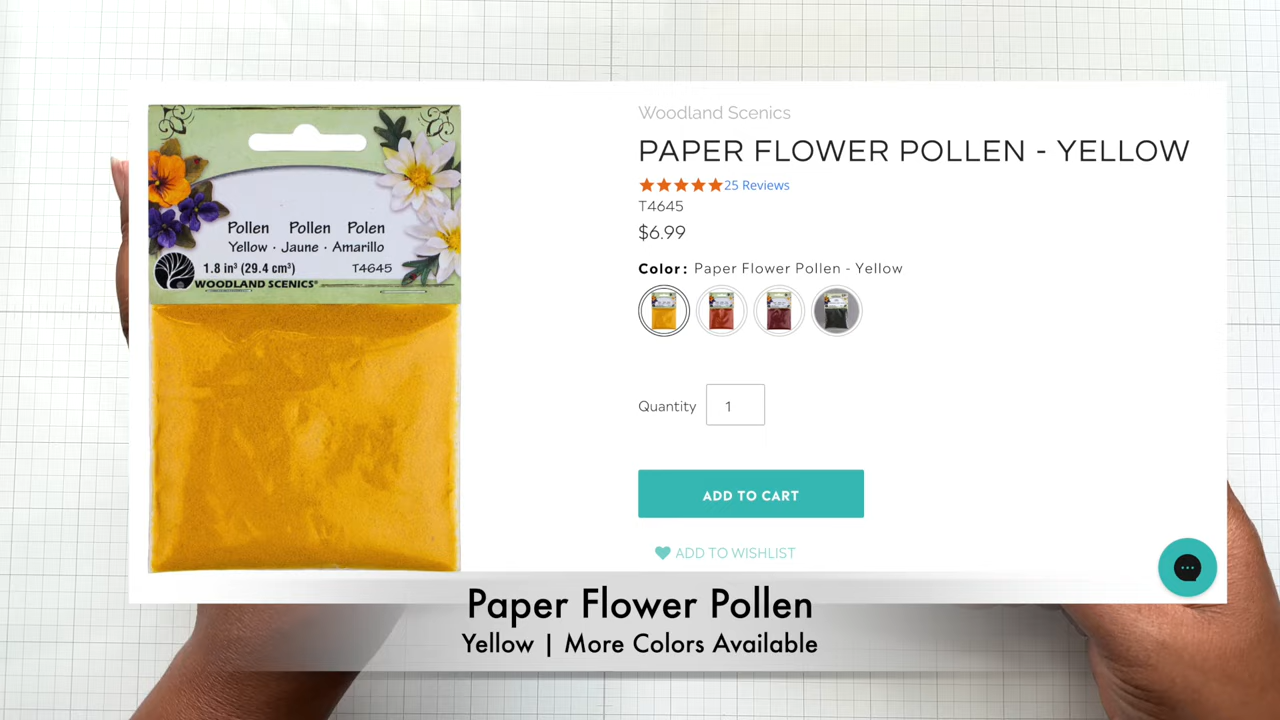 Pollen Pollen Polen
Yellow · Jaune · Amarillo
1.8 in³ (29.4 cm³) T4645
WOODLAND SCENICS®
Woodland Scenics
PAPER FLOWER POLLEN - YELLOW
25 Reviews
T4645
$6.99
Color: Paper Flower Pollen - Yellow
Quantity 1
ADD TO CART
ADD TO WISHLIST
Paper Flower Pollen
Yellow | More Colors Available